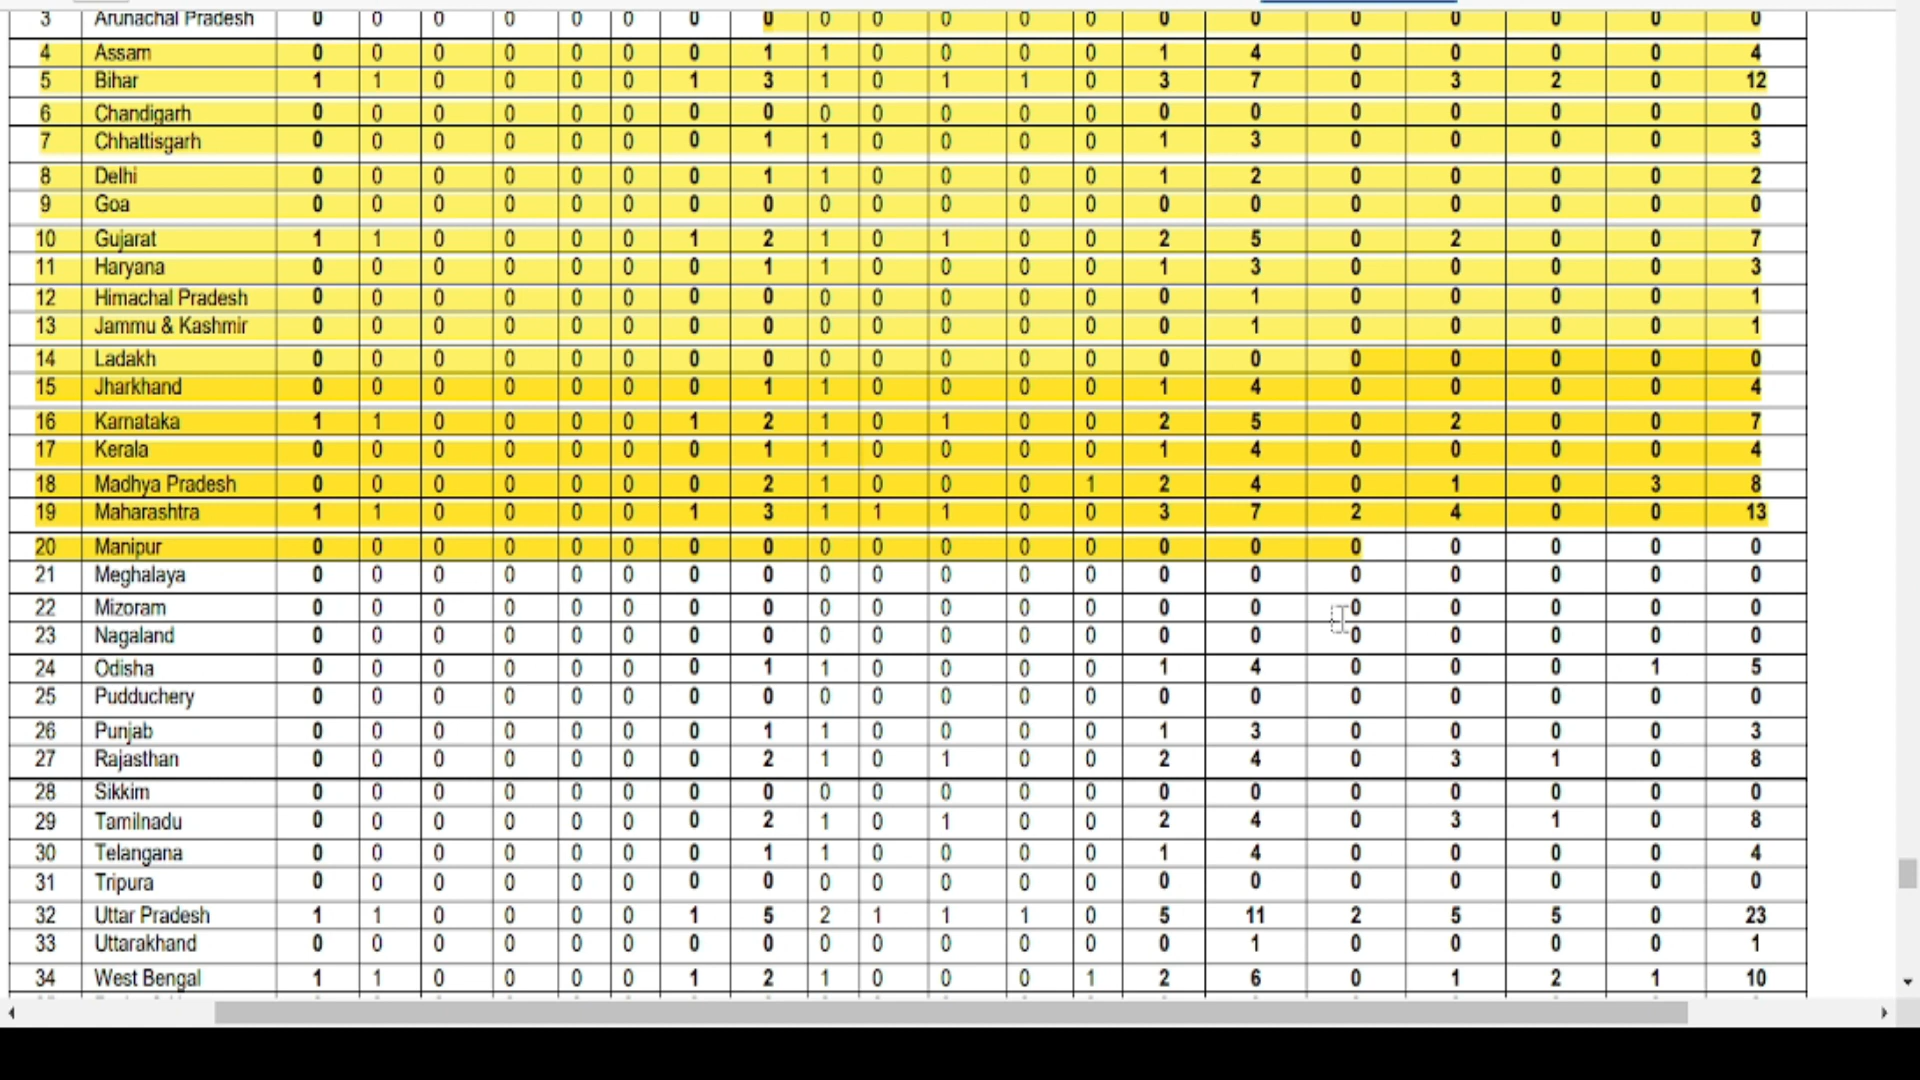 3 Arunachal Pradesh 0 0 0 0 0 0 0 0 0 0 0 0 0 0 0 0 0 0 0 0
4 Assam 0 0 0 0 0 0 0 1 1 0 0 0 0 1 4 0 0 0 0 4
5 Bihar 1 1 0 0 0 0 1 3 1 0 1 1 0 3 7 0 3 2 0 12
6 Chandigarh 0 0 0 0 0 0 0 0 0 0 0 0 0 0 0 0 0 0 0 0
7 Chhattisgarh 0 0 0 0 0 0 0 1 1 0 0 0 0 1 3 0 0 0 0 3
8 Delhi 0 0 0 0 0 0 0 1 1 0 0 0 0 1 2 0 0 0 0 2
9 Goa 0 0 0 0 0 0 0 0 0 0 0 0 0 0 0 0 0 0 0 0
10 Gujarat 1 1 0 0 0 0 1 2 1 0 1 0 0 2 5 0 2 0 0 7
11 Haryana 0 0 0 0 0 0 0 1 1 0 0 0 0 1 3 0 0 0 0 3
12 Himachal Pradesh 0 0 0 0 0 0 0 0 0 0 0 0 0 0 1 0 0 0 0 1
13 Jammu & Kashmir 0 0 0 0 0 0 0 0 0 0 0 0 0 0 1 0 0 0 0 1
14 Ladakh 0 0 0 0 0 0 0 0 0 0 0 0 0 0 0 0 0 0 0 0
15 Jharkhand 0 0 0 0 0 0 0 1 1 0 0 0 0 1 4 0 0 0 0 4
16 Karnataka 1 1 0 0 0 0 1 2 1 0 1 0 0 2 5 0 2 0 0 7
17 Kerala 0 0 0 0 0 0 0 1 1 0 0 0 0 1 4 0 0 0 0 4
18 Madhya Pradesh 0 0 0 0 0 0 0 2 1 0 0 0 1 2 4 0 1 0 3 8
19 Maharashtra 1 1 0 0 0 0 1 3 1 1 1 0 0 3 7 2 4 0 0 13
20 Manipur 0 0 0 0 0 0 0 0 0 0 0 0 0 0 0 0 0 0 0 0
21 Meghalaya 0 0 0 0 0 0 0 0 0 0 0 0 0 0 0 0 0 0 0 0
22 Mizoram 0 0 0 0 0 0 0 0 0 0 0 0 0 0 0 0 0 0 0 0
23 Nagaland 0 0 0 0 0 0 0 0 0 0 0 0 0 0 0 0 0 0 0 0
24 Odisha 0 0 0 0 0 0 0 1 1 0 0 0 0 1 4 0 0 0 1 5
25 Pudduchery 0 0 0 0 0 0 0 0 0 0 0 0 0 0 0 0 0 0 0 0
26 Punjab 0 0 0 0 0 0 0 1 1 0 0 0 0 1 3 0 0 0 0 3
27 Rajasthan 0 0 0 0 0 0 0 2 1 0 1 0 0 2 4 0 3 1 0 8
28 Sikkim 0 0 0 0 0 0 0 0 0 0 0 0 0 0 0 0 0 0 0 0
29 Tamilnadu 0 0 0 0 0 0 0 2 1 0 1 0 0 2 4 0 3 1 0 8
30 Telangana 0 0 0 0 0 0 0 1 1 0 0 0 0 1 4 0 0 0 0 4
31 Tripura 0 0 0 0 0 0 0 0 0 0 0 0 0 0 0 0 0 0 0 0
32 Uttar Pradesh 1 1 0 0 0 0 1 5 2 1 1 1 0 5 11 2 5 5 0 23
33 Uttarakhand 0 0 0 0 0 0 0 0 0 0 0 0 0 0 1 0 0 0 0 1
34 West Bengal 1 1 0 0 0 0 1 2 1 0 0 0 1 2 6 0 1 2 1 10